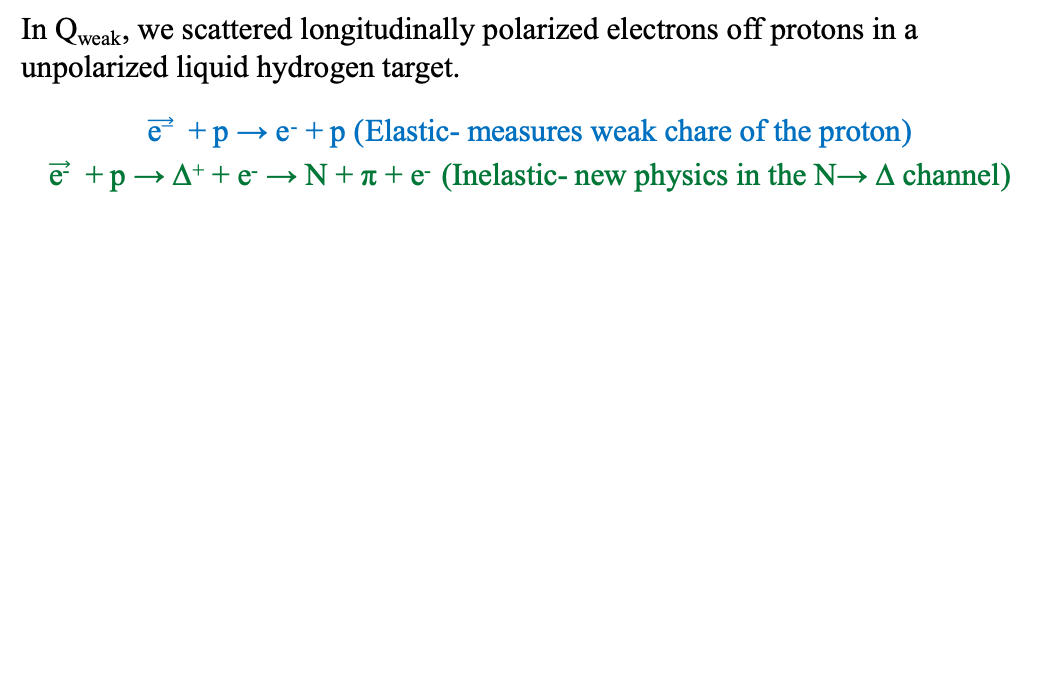 In Qweak, we scattered longitudinally polarized electrons off protons in a
unpolarized liquid hydrogen target.
e⃗⁻ + p → e⁻ + p (Elastic- measures weak chare of the proton)
e⃗⁻ + p → Δ⁺ + e⁻ → N + π + e⁻ (Inelastic- new physics in the N→ Δ channel)